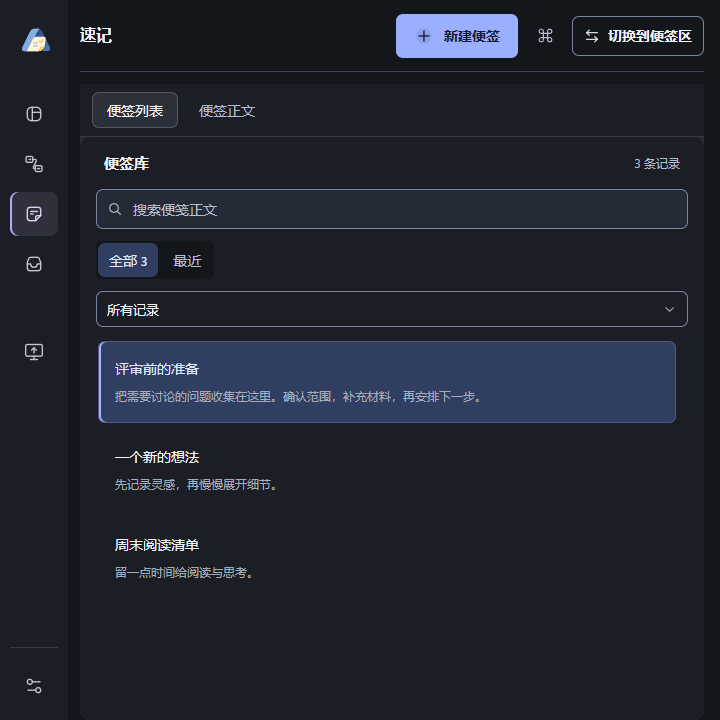 速记
新建便签
切换到便签区
便签列表
便签正文
便签库
3 条记录
搜索便笺正文
全部 3
最近
所有记录
评审前的准备
把需要讨论的问题收集在这里。确认范围，补充材料，再安排下一步。
一个新的想法
先记录灵感，再慢慢展开细节。
周末阅读清单
留一点时间给阅读与思考。